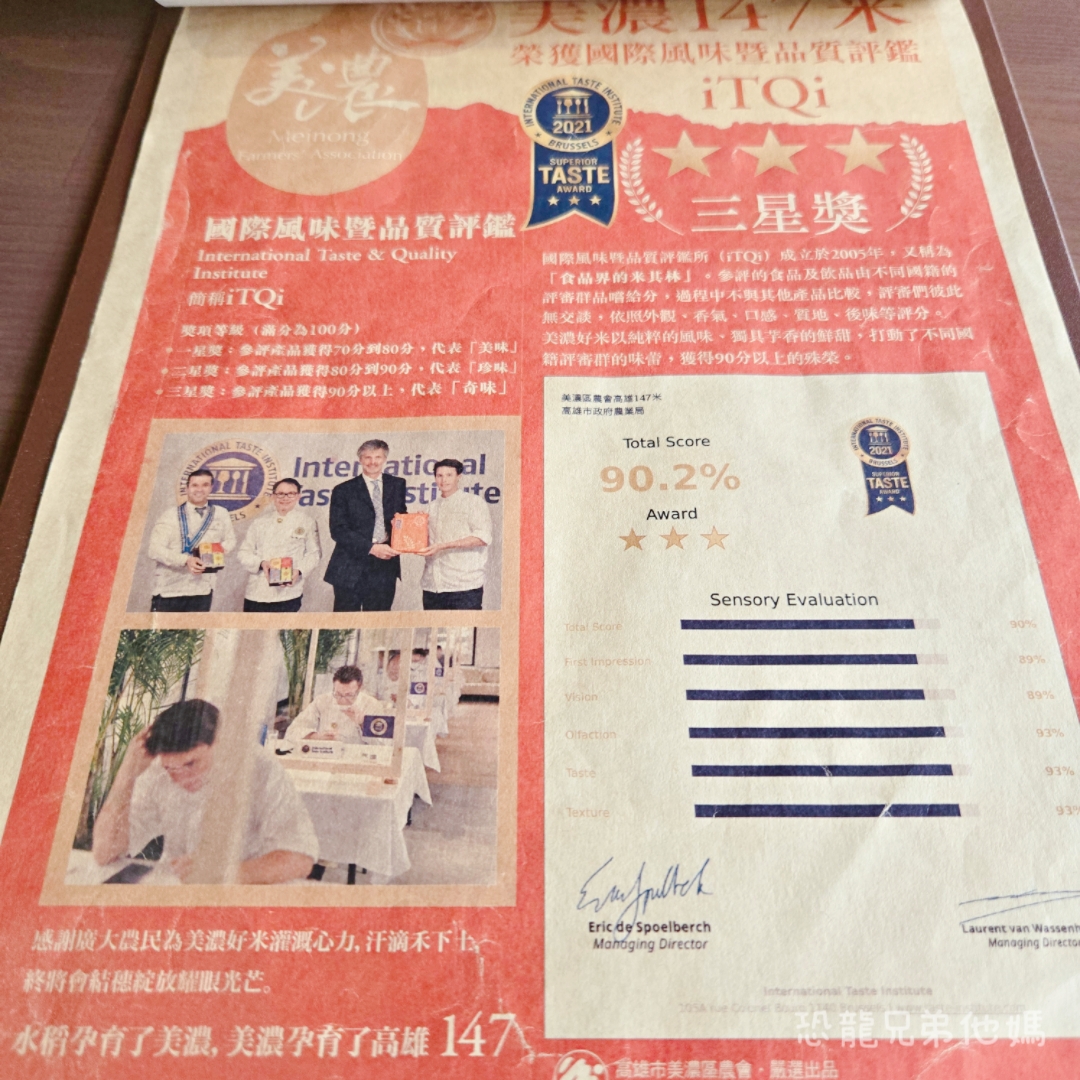 美濃147米
榮獲國際風味暨品質評鑑
iTQi
美濃
Meinong
Farmers' Association
INTERNATIONAL TASTE INSTITUTE
2021
BRUSSELS
SUPERIOR
TASTE
AWARD
三星獎
國際風味暨品質評鑑
International Taste & Quality
Institute
簡稱iTQi
獎項等級（滿分為100分）
一星獎：參評產品獲得70分到80分，代表「美味」
二星獎：參評產品獲得80分到90分，代表「珍味」
三星獎：參評產品獲得90分以上，代表「奇味」
國際風味暨品質評鑑所（iTQi）成立於2005年，又稱為
「食品界的米其林」。參評的食品及飲品由不同國籍的
評審群品嚐給分，過程中不與其他產品比較，評審們彼此
無交談，依照外觀、香氣、口感、質地、後味等評分。
美濃好米以純粹的風味、獨具芋香的鮮甜，打動了不同國
籍評審群的味蕾，獲得90分以上的殊榮。
International
Taste Institute
美濃區農會高雄147米
高雄市政府農業局
Total Score
90.2%
Award
INTERNATIONAL TASTE INSTITUTE
2021
BRUSSELS
SUPERIOR
TASTE
AWARD
Sensory Evaluation
Total Score 90%
First Impression 89%
Vision 89%
Olfaction 93%
Taste 93%
Texture 93%
Eric de Spoelberch
Managing Director
Laurent van Wassenh
Managing Director
International Taste Institute
感謝廣大農民為美濃好米灌溉心力, 汗滴禾下土,
終將會結穗綻放耀眼光芒。
水稻孕育了美濃, 美濃孕育了高雄 147
高雄市美濃區農會・嚴選出品
恐龍兄弟他媽